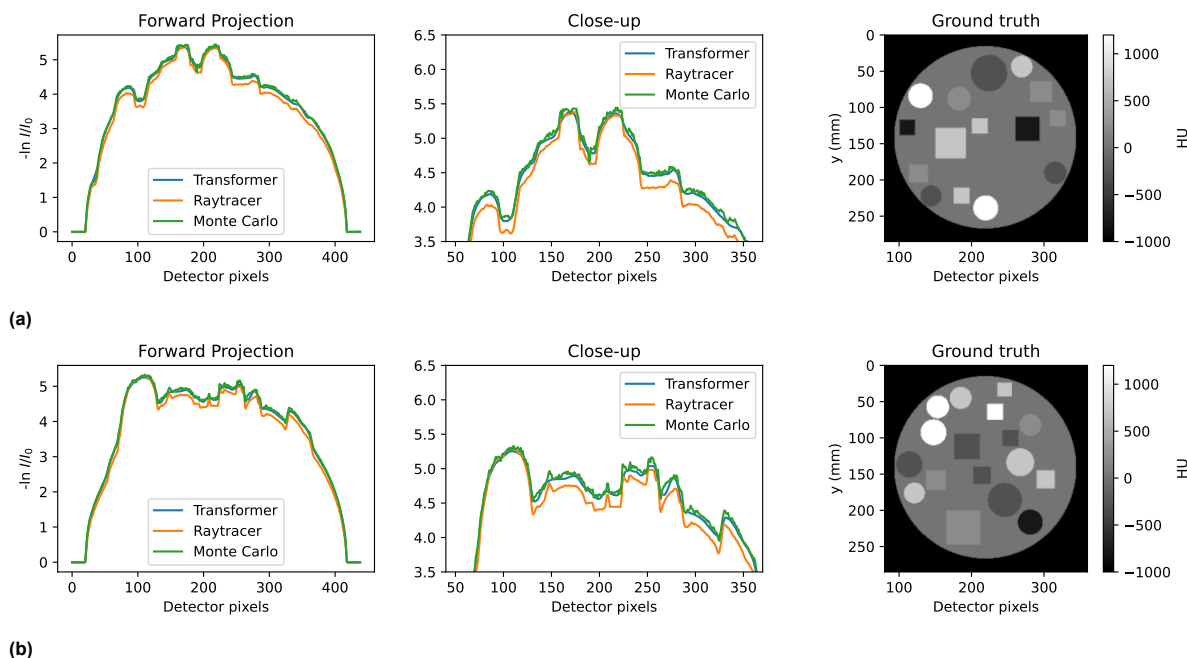 Forward Projection
-ln I/I₀
5
4
3
2
1
0
Transformer
Raytracer
Monte Carlo
0 100 200 300 400
Detector pixels
Close-up
6.5
6.0
5.5
5.0
4.5
4.0
3.5
Transformer
Raytracer
Monte Carlo
50 100 150 200 250 300 350
Detector pixels
Ground truth
y (mm)
0
50
100
150
200
250
100 200 300
Detector pixels
1000
500
0
−500
−1000
HU
(a)
Forward Projection
-ln I/I₀
5
4
3
2
1
0
Transformer
Raytracer
Monte Carlo
0 100 200 300 400
Detector pixels
Close-up
6.5
6.0
5.5
5.0
4.5
4.0
3.5
Transformer
Raytracer
Monte Carlo
50 100 150 200 250 300 350
Detector pixels
Ground truth
y (mm)
0
50
100
150
200
250
100 200 300
Detector pixels
1000
500
0
−500
−1000
HU
(b)